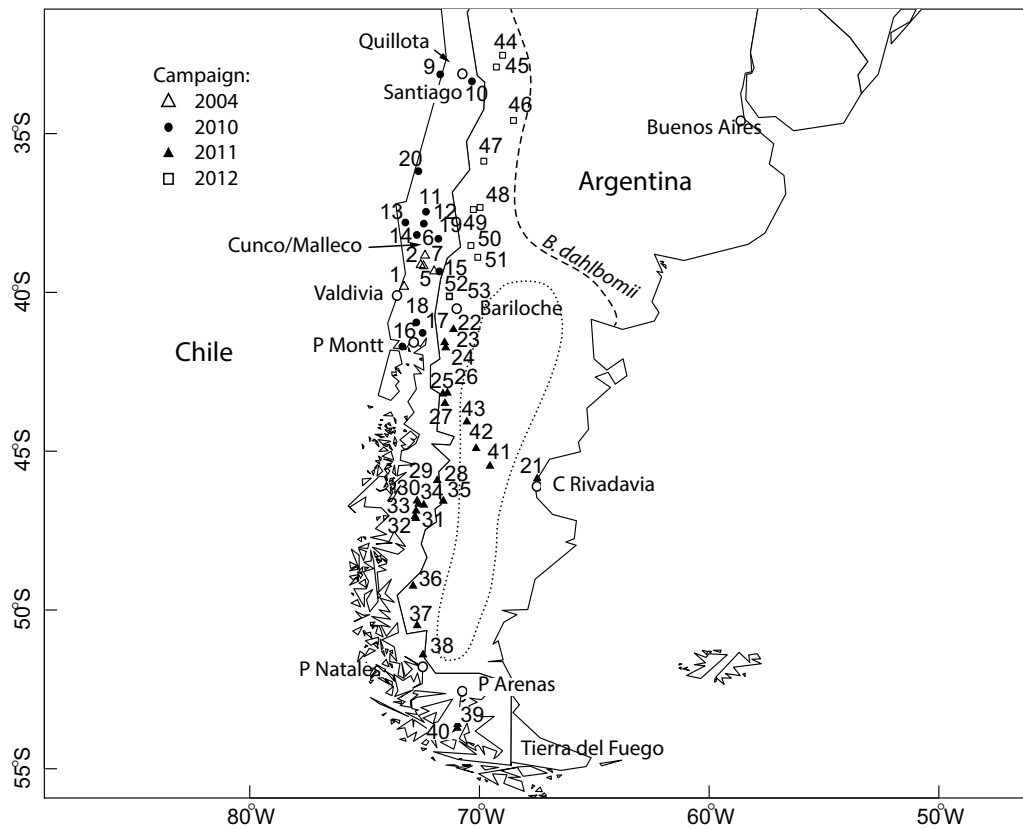 Quillota
44
9
45
Campaign:
2004
Santiago
10
2010
46
Buenos Aires
35°S
2011
47
2012
20
Argentina
11
48
13
12
14
19
49
6
50
Cunco/Malleco
2
7
B. dahlbomii
51
1
5
15
52
53
40°S
Valdivia
18
Bariloche
17
22
16
P Montt
23
Chile
24
25
26
27
43
42
41
45°S
29
28
21
30
34
35
C Rivadavia
33
32
31
36
50°S
37
38
P Natales
P Arenas
39
40
Tierra del Fuego
55°S
80°W
70°W
60°W
50°W